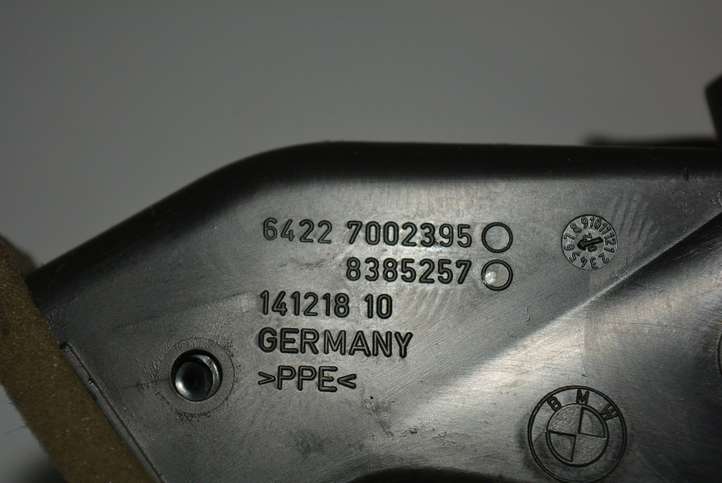 6422 7002395
8385257
141218 10
GERMANY
>PPE<
BMW